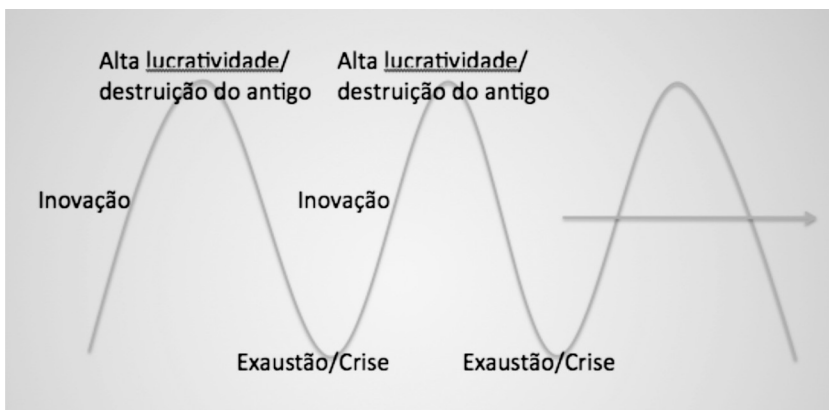 Alta lucratividade/
destruição do antigo
Alta lucratividade/
destruição do antigo
Inovação
Inovação
Exaustão/Crise
Exaustão/Crise